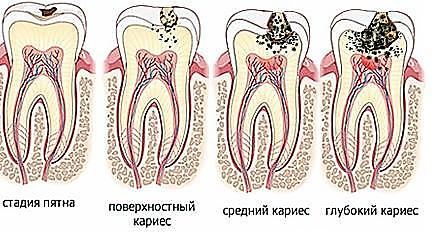 стадия пятна
поверхностный
кариес
средний кариес
глубокий кариес